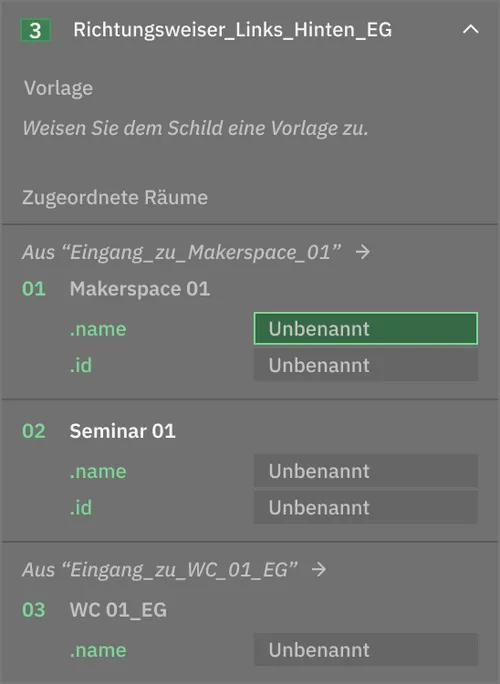 3 Richtungsweiser_Links_Hinten_EG
Vorlage
Weisen Sie dem Schild eine Vorlage zu.
Zugeordnete Räume
Aus “Eingang_zu_Makerspace_01” →
01 Makerspace 01
.name Unbenannt
.id Unbenannt
02 Seminar 01
.name Unbenannt
.id Unbenannt
Aus “Eingang_zu_WC_01_EG” →
03 WC 01_EG
.name Unbenannt